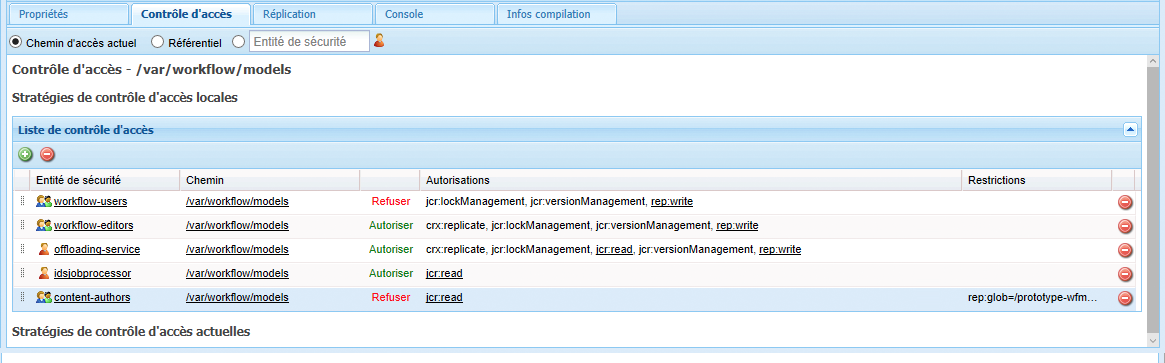 Propriétés Contrôle d'accès Réplication Console Infos compilation
Chemin d'accès actuel Référentiel Entité de sécurité
Contrôle d'accès - /var/workflow/models
Stratégies de contrôle d'accès locales
Liste de contrôle d'accès
Entité de sécurité Chemin Autorisations Restrictions
workflow-users /var/workflow/models Refuser jcr:lockManagement, jcr:versionManagement, rep:write
workflow-editors /var/workflow/models Autoriser crx:replicate, jcr:lockManagement, jcr:versionManagement, rep:write
offloading-service /var/workflow/models Autoriser crx:replicate, jcr:lockManagement, jcr:read, jcr:versionManagement, rep:write
idsjobprocessor /var/workflow/models Autoriser jcr:read
content-authors /var/workflow/models Refuser jcr:read rep:glob=/prototype-wfm...
Stratégies de contrôle d'accès actuelles